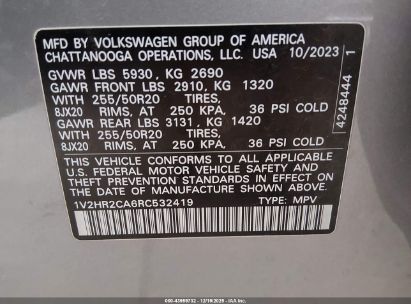 MFD BY VOLKSWAGEN GROUP OF AMERICA
CHATTANOOGA OPERATIONS, LLC. USA 10/2023
GVWR LBS 5930, KG 2690
GAWR FRONT LBS 2910, KG 1320
WITH 255/50R20 TIRES,
8JX20 RIMS, AT 250 KPA, 36 PSI COLD
GAWR REAR LBS 3131, KG 1420
WITH 255/50R20 TIRES,
8JX20 RIMS, AT 250 KPA, 36 PSI COLD
THIS VEHICLE CONFORMS TO ALL APPLICABLE
U.S. FEDERAL MOTOR VEHICLE SAFETY, BUMPER
AND THEFT PREVENTION STANDARDS IN EFFECT ON
THE DATE OF MANUFACTURE SHOWN ABOVE.
1V2HR2CA6RC532419 TYPE: MPV
4248444 1